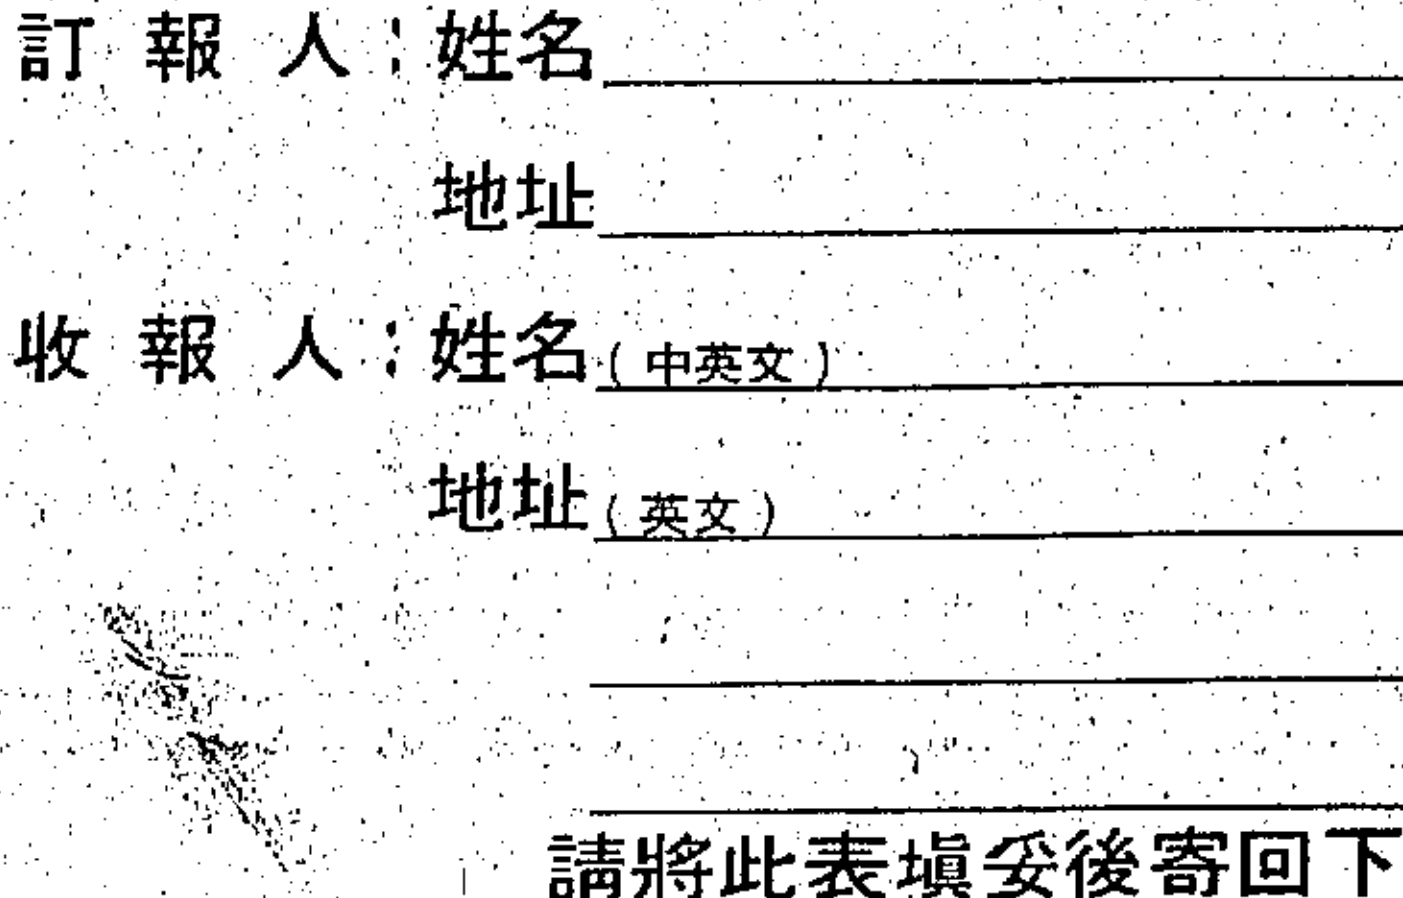 訂報人：姓名
地址
收報人：姓名（中英文）
地址（英文）
請將此表塡妥後寄回下